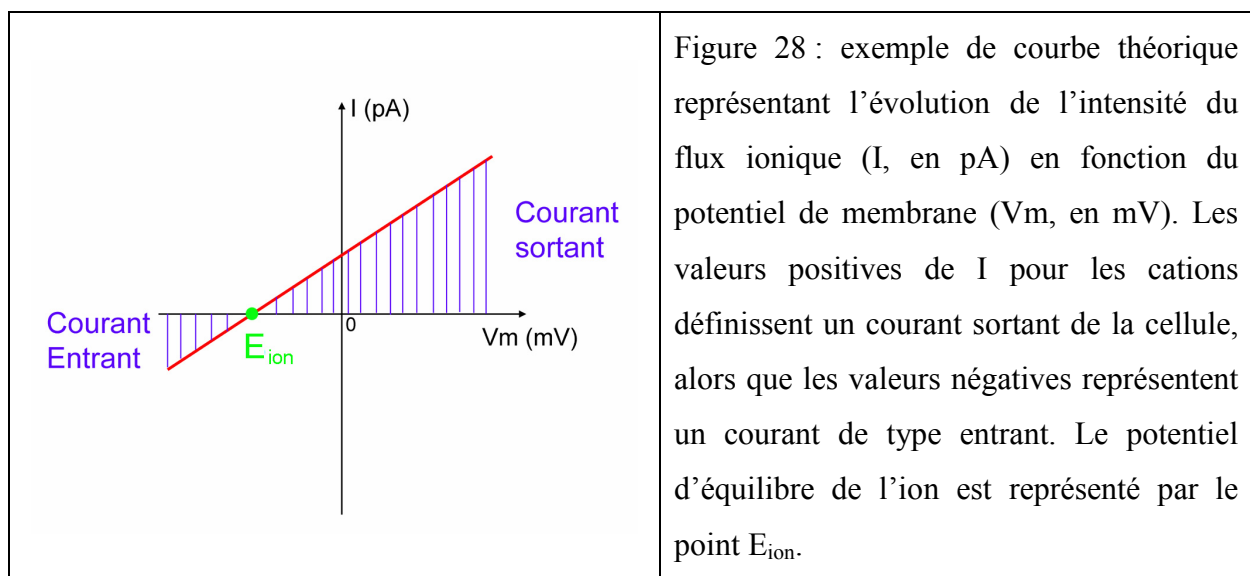 I (pA)
Courant
sortant
Courant
Entrant
0
Vm (mV)
E ion
Figure 28 : exemple de courbe théorique
représentant l’évolution de l’intensité du
flux ionique (I, en pA) en fonction du
potentiel de membrane (Vm, en mV). Les
valeurs positives de I pour les cations
définissent un courant sortant de la cellule,
alors que les valeurs négatives représentent
un courant de type entrant. Le potentiel
d’équilibre de l’ion est représenté par le
point Eion.